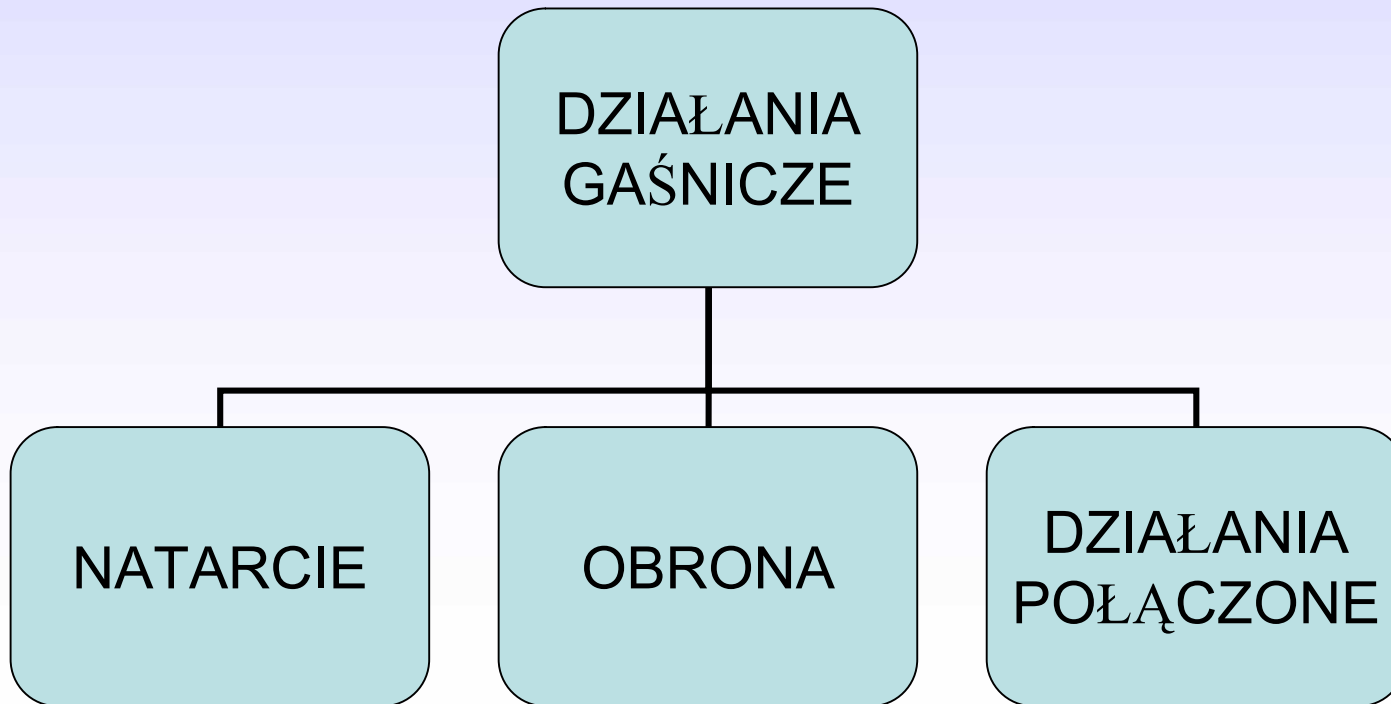 DZIAŁANIA
GAŚNICZE
NATARCIE
OBRONA
DZIAŁANIA
POŁĄCZONE